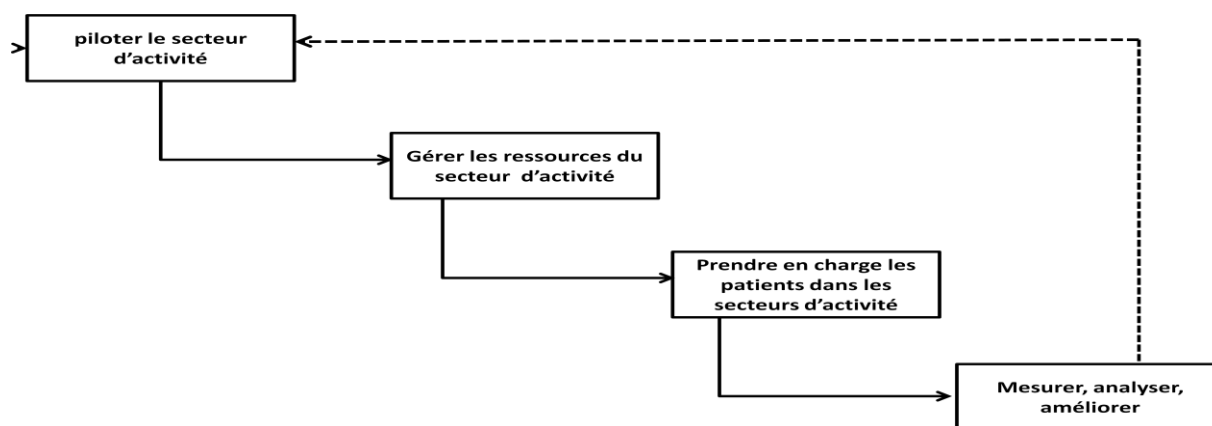 piloter le secteur
d’activité
Gérer les ressources du
secteur d’activité
Prendre en charge les
patients dans les
secteurs d’activité
Mesurer, analyser,
améliorer